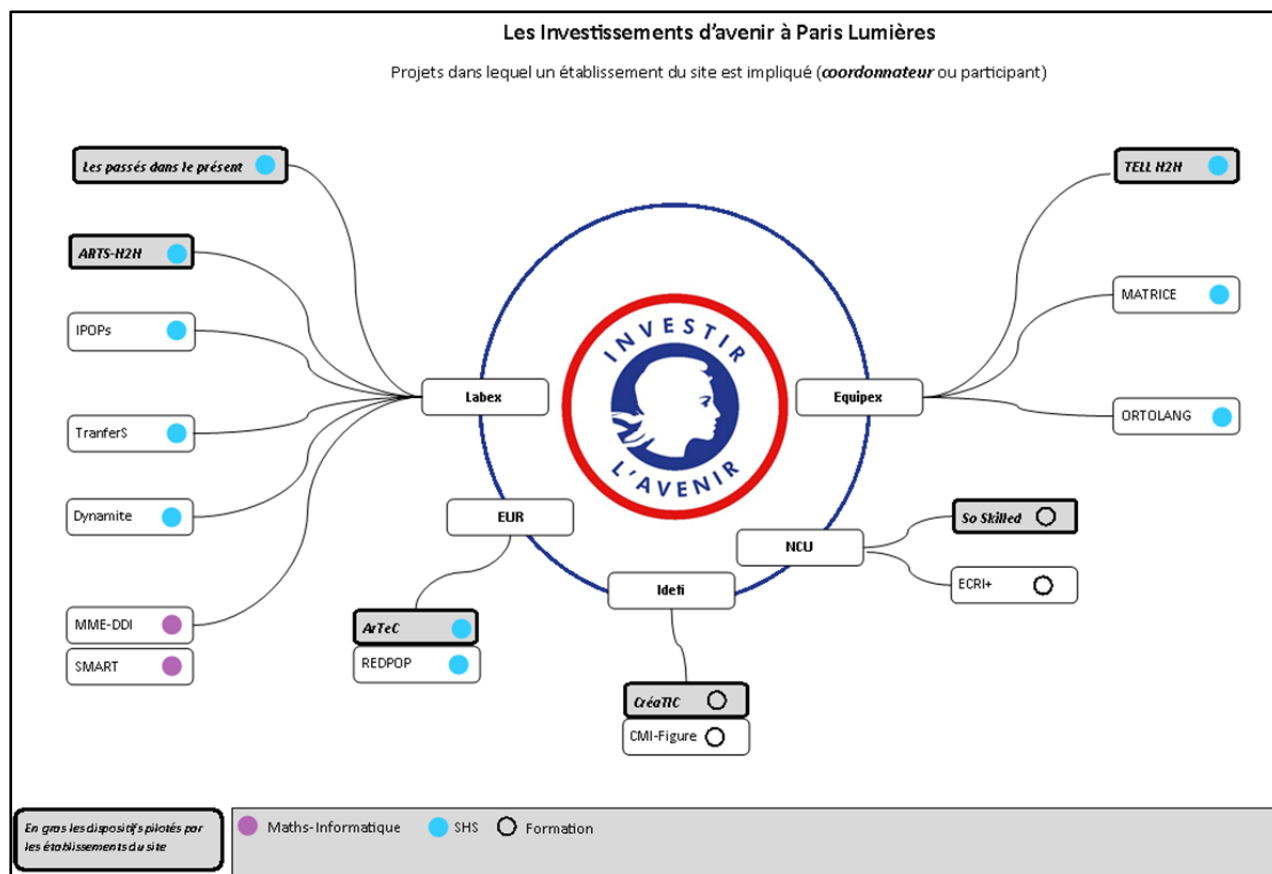 Les Investissements d'avenir à Paris Lumières
Projets dans lequel un établissement du site est impliqué (coordonnateur ou participant)
Les passés dans le présent
ARTS-H2H
IPOPs
TranferS
Dynamite
MME-DDI
SMART
Labex
EUR
ArTeC
REDPOP
INVESTIR
L'AVENIR
Idefi
CréaTIC
CMI-Figure
NCU
So Skilled
ECRI+
Equipex
TELL H2H
MATRICE
ORTOLANG
En gras les dispositifs pilotés par
les établissements du site
Maths-Informatique
SHS
Formation